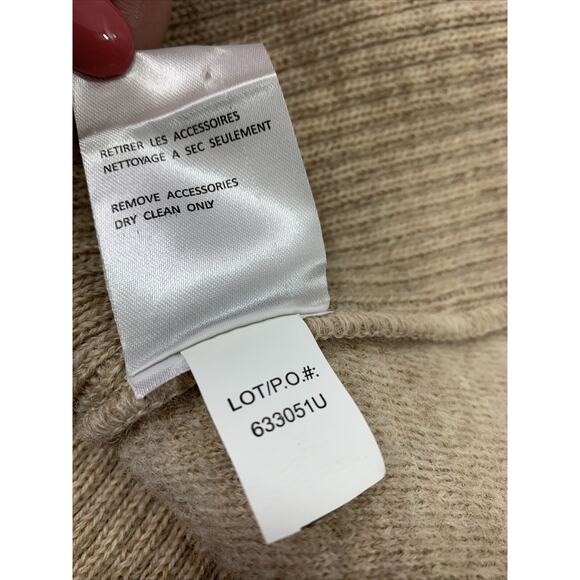 RETIRER LES ACCESSOIRES
NETTOYAGE A SEC SEULEMENT
REMOVE ACCESSORIES
DRY CLEAN ONLY
LOT/P.O.#:
633051U